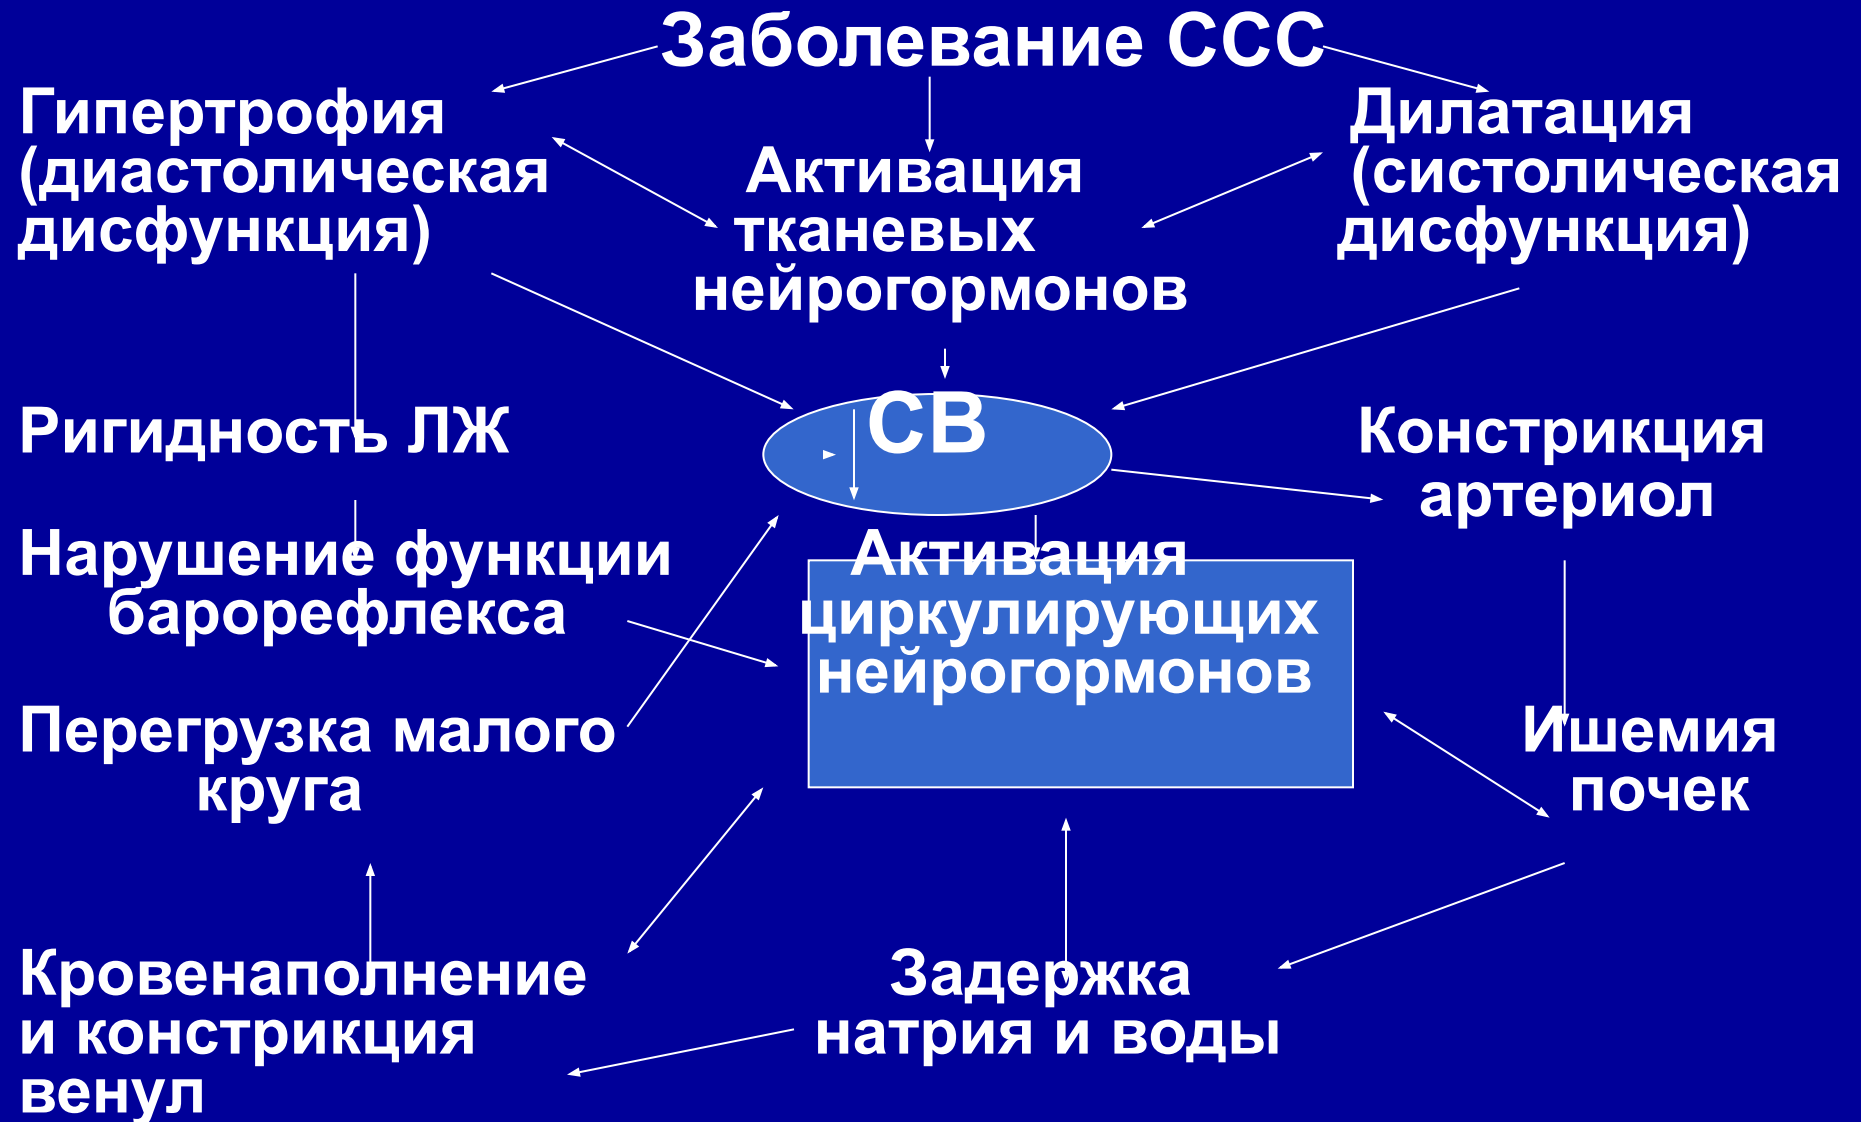 Заболевание ССС
Гипертрофия
(диастолическая
дисфункция)
Активация
тканевых
нейрогормонов
Дилатация
(систолическая
дисфункция)
Ригидность ЛЖ
СВ
Констрикция
артериол
Нарушение функции
барорефлекса
Активация
циркулирующих
нейрогормонов
Перегрузка малого
круга
Ишемия
почек
Кровенаполнение
и констрикция
венул
Задержка
натрия и воды